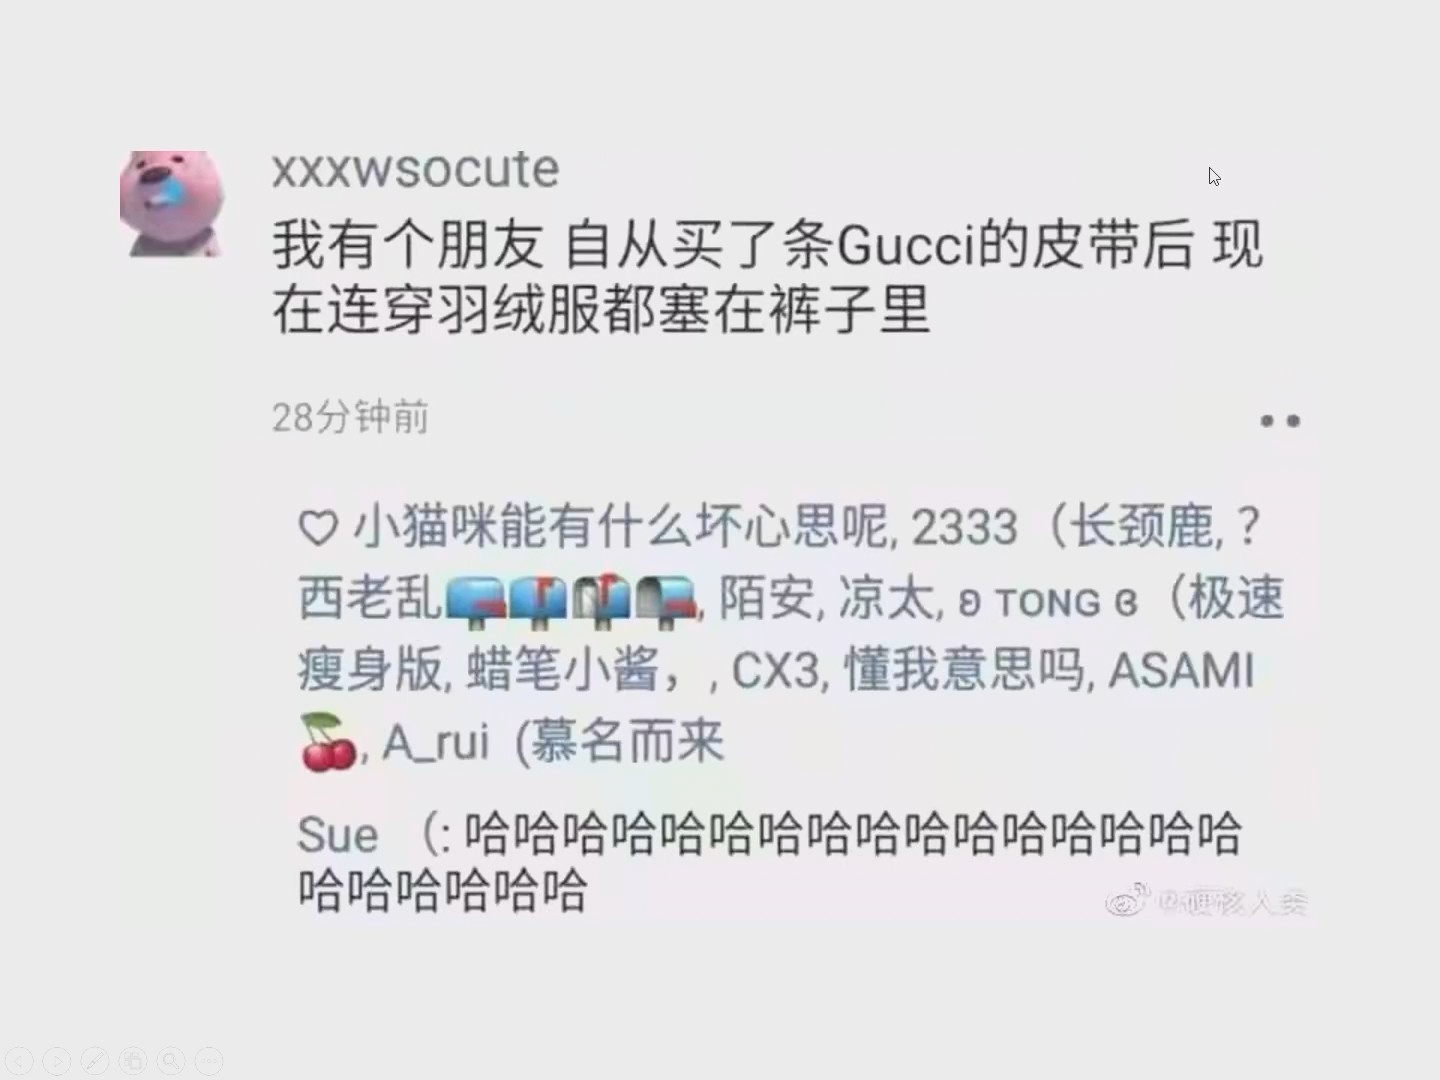 xxxwsocute
我有个朋友 自从买了条Gucci的皮带后 现
在连穿羽绒服都塞在裤子里
28分钟前
♡ 小猫咪能有什么坏心思呢, 2333（长颈鹿, ?
西老乱📪📫📬📭, 陌安, 凉太, ʚ TONG ɞ（极速
瘦身版, 蜡笔小酱，, CX3, 懂我意思吗, ASAMI
🍒, A_rui（慕名而来
Sue （: 哈哈哈哈哈哈哈哈哈哈哈哈哈哈哈哈
哈哈哈哈哈哈
@硬核人类